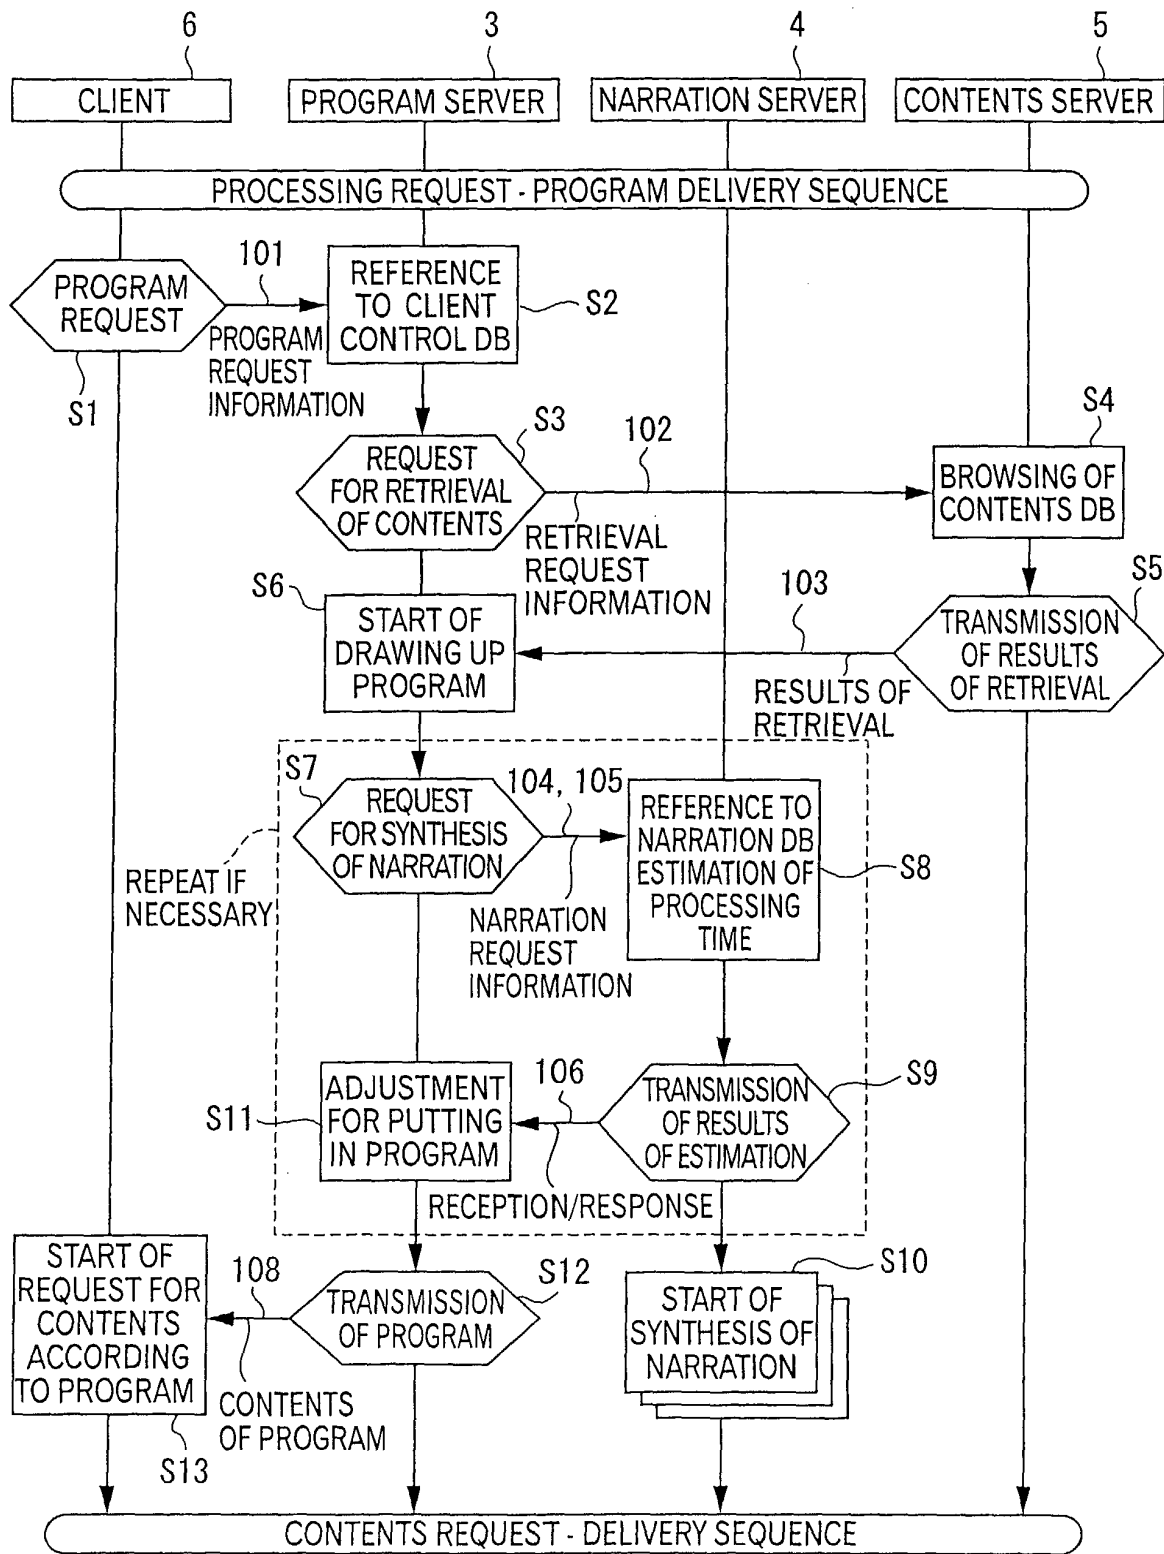 6
3
4
5
CLIENT
PROGRAM SERVER
NARRATION SERVER
CONTENTS SERVER
PROCESSING REQUEST - PROGRAM DELIVERY SEQUENCE
PROGRAM
REQUEST
S1
101
PROGRAM
REQUEST
INFORMATION
REFERENCE
TO CLIENT
CONTROL DB
S2
REQUEST
FOR RETRIEVAL
OF CONTENTS
S3
102
RETRIEVAL
REQUEST
INFORMATION
S4
BROWSING OF
CONTENTS DB
S5
TRANSMISSION
OF RESULTS
OF RETRIEVAL
103
RESULTS OF
RETRIEVAL
S6
START OF
DRAWING UP
PROGRAM
S7
REQUEST
FOR SYNTHESIS
OF NARRATION
104, 105
NARRATION
REQUEST
INFORMATION
REFERENCE TO
NARRATION DB
ESTIMATION OF
PROCESSING
TIME
S8
REPEAT IF
NECESSARY
TRANSMISSION
OF RESULTS
OF ESTIMATION
S9
106
RECEPTION/RESPONSE
S11
ADJUSTMENT
FOR PUTTING
IN PROGRAM
S10
START OF
SYNTHESIS OF
NARRATION
S12
TRANSMISSION
OF PROGRAM
108
CONTENTS
OF PROGRAM
START OF
REQUEST FOR
CONTENTS
ACCORDING
TO PROGRAM
S13
CONTENTS REQUEST - DELIVERY SEQUENCE